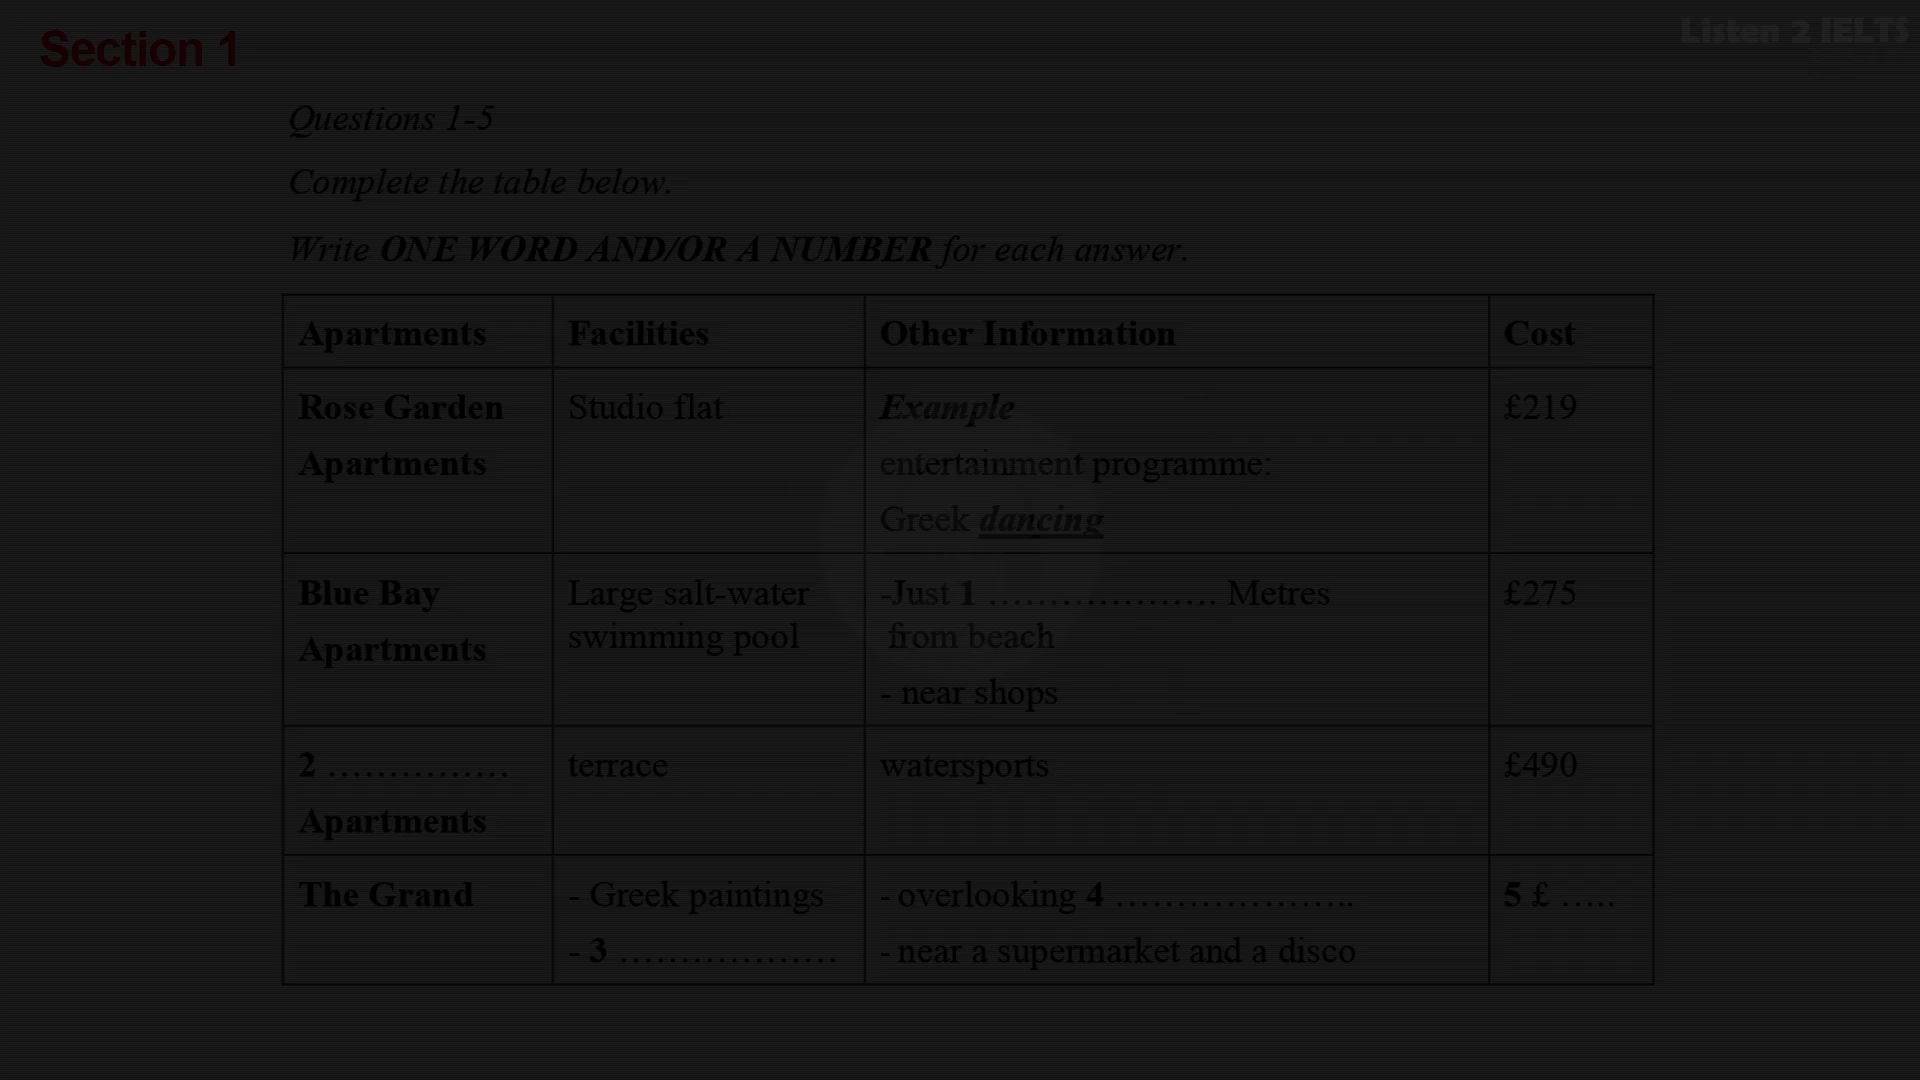 Section 1
Listen 2 IELTS
Questions 1-5
Complete the table below.
Write ONE WORD AND/OR A NUMBER for each answer.
Apartments Facilities Other Information Cost
Rose Garden Apartments Studio flat Example £219
entertainment programme:
Greek dancing
Blue Bay Apartments Large salt-water swimming pool -Just 1 .................. Metres £275
from beach
- near shops
2 ............... Apartments terrace watersports £490
The Grand - Greek paintings - overlooking 4 .................... 5 £ .....
- 3 .................. - near a supermarket and a disco